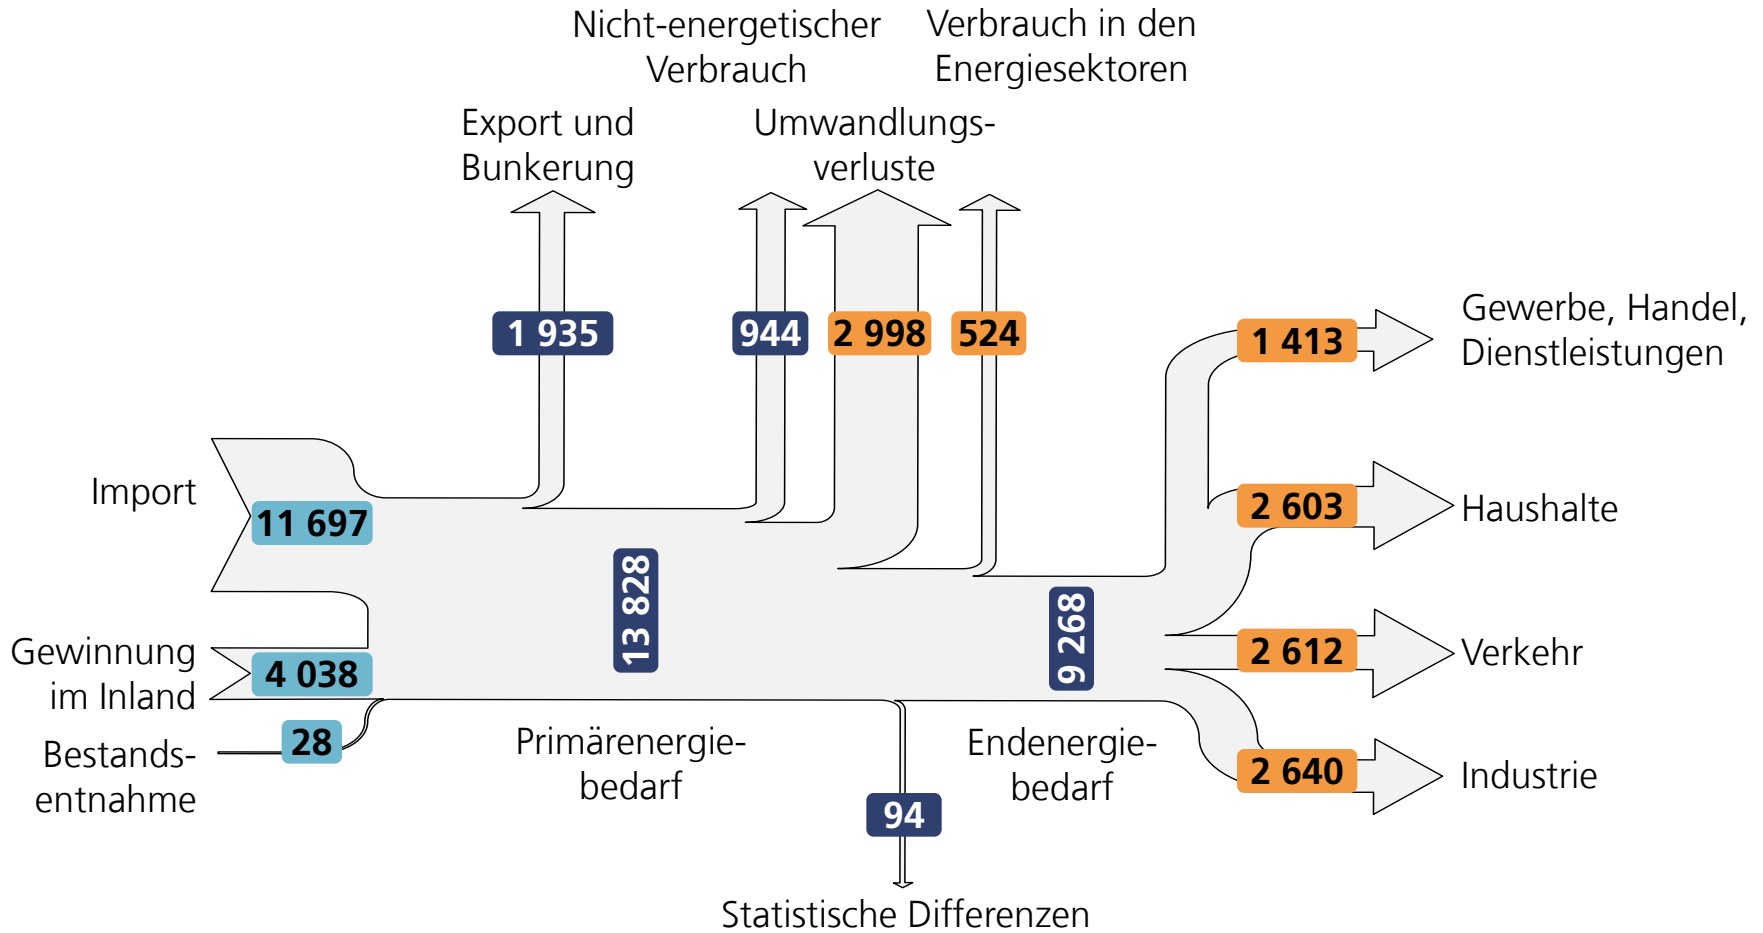 Nicht-energetischer
Verbrauch
Verbrauch in den
Energiesektoren
Export und
Bunkerung
Umwandlungs-
verluste
1 935
944
2 998
524
1 413
Gewerbe, Handel,
Dienstleistungen
Import
11 697
2 603
Haushalte
13 828
9 268
Gewinnung
im Inland
4 038
2 612
Verkehr
Bestands-
entnahme
28
Primärenergie-
bedarf
Endenergie-
bedarf
2 640
Industrie
94
Statistische Differenzen